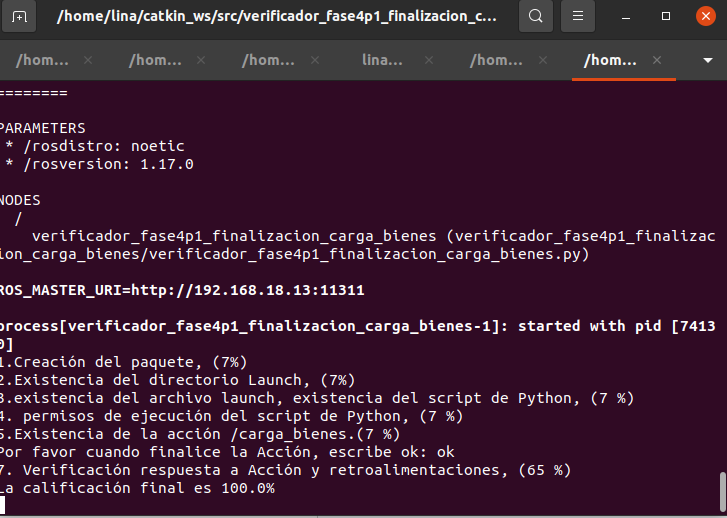 /home/lina/catkin_ws/src/verificador_fase4p1_finalizacion_c...
/hom... /hom... /hom... lina... /hom... /hom...
========
PARAMETERS
* /rosdistro: noetic
* /rosversion: 1.17.0
NODES
/
verificador_fase4p1_finalizacion_carga_bienes (verificador_fase4p1_finalizac
ion_carga_bienes/verificador_fase4p1_finalizacion_carga_bienes.py)
ROS_MASTER_URI=http://192.168.18.13:11311
process[verificador_fase4p1_finalizacion_carga_bienes-1]: started with pid [7413
0]
1.Creación del paquete, (7%)
2.Existencia del directorio Launch, (7%)
3.existencia del archivo launch, existencia del script de Python, (7 %)
4. permisos de ejecución del script de Python, (7 %)
5.Existencia de la acción /carga_bienes.(7 %)
Por favor cuando finalice la Acción, escribe ok: ok
7. Verificación respuesta a Acción y retroalimentaciones, (65 %)
La calificación final es 100.0%